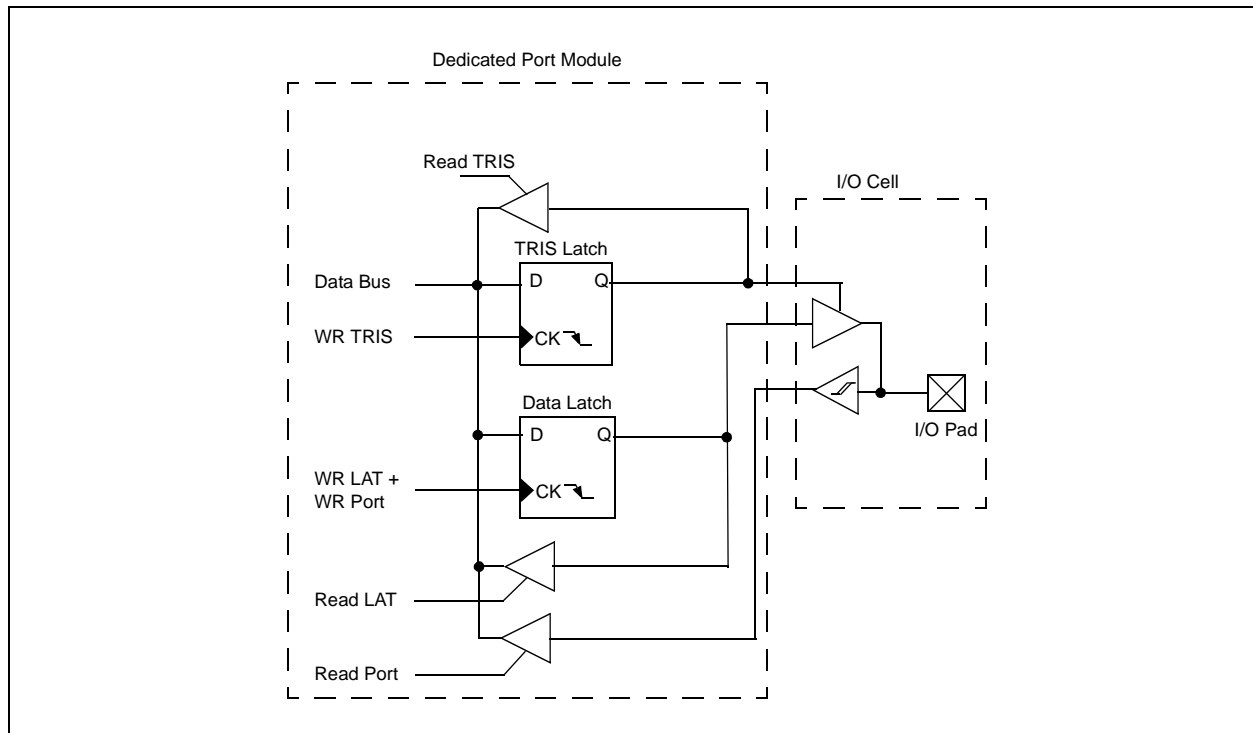 Dedicated Port Module
Read TRIS
I/O Cell
TRIS Latch
Data Bus
D
Q
WR TRIS
CK
Data Latch
I/O Pad
D
Q
WR LAT +
WR Port
CK
Read LAT
Read Port